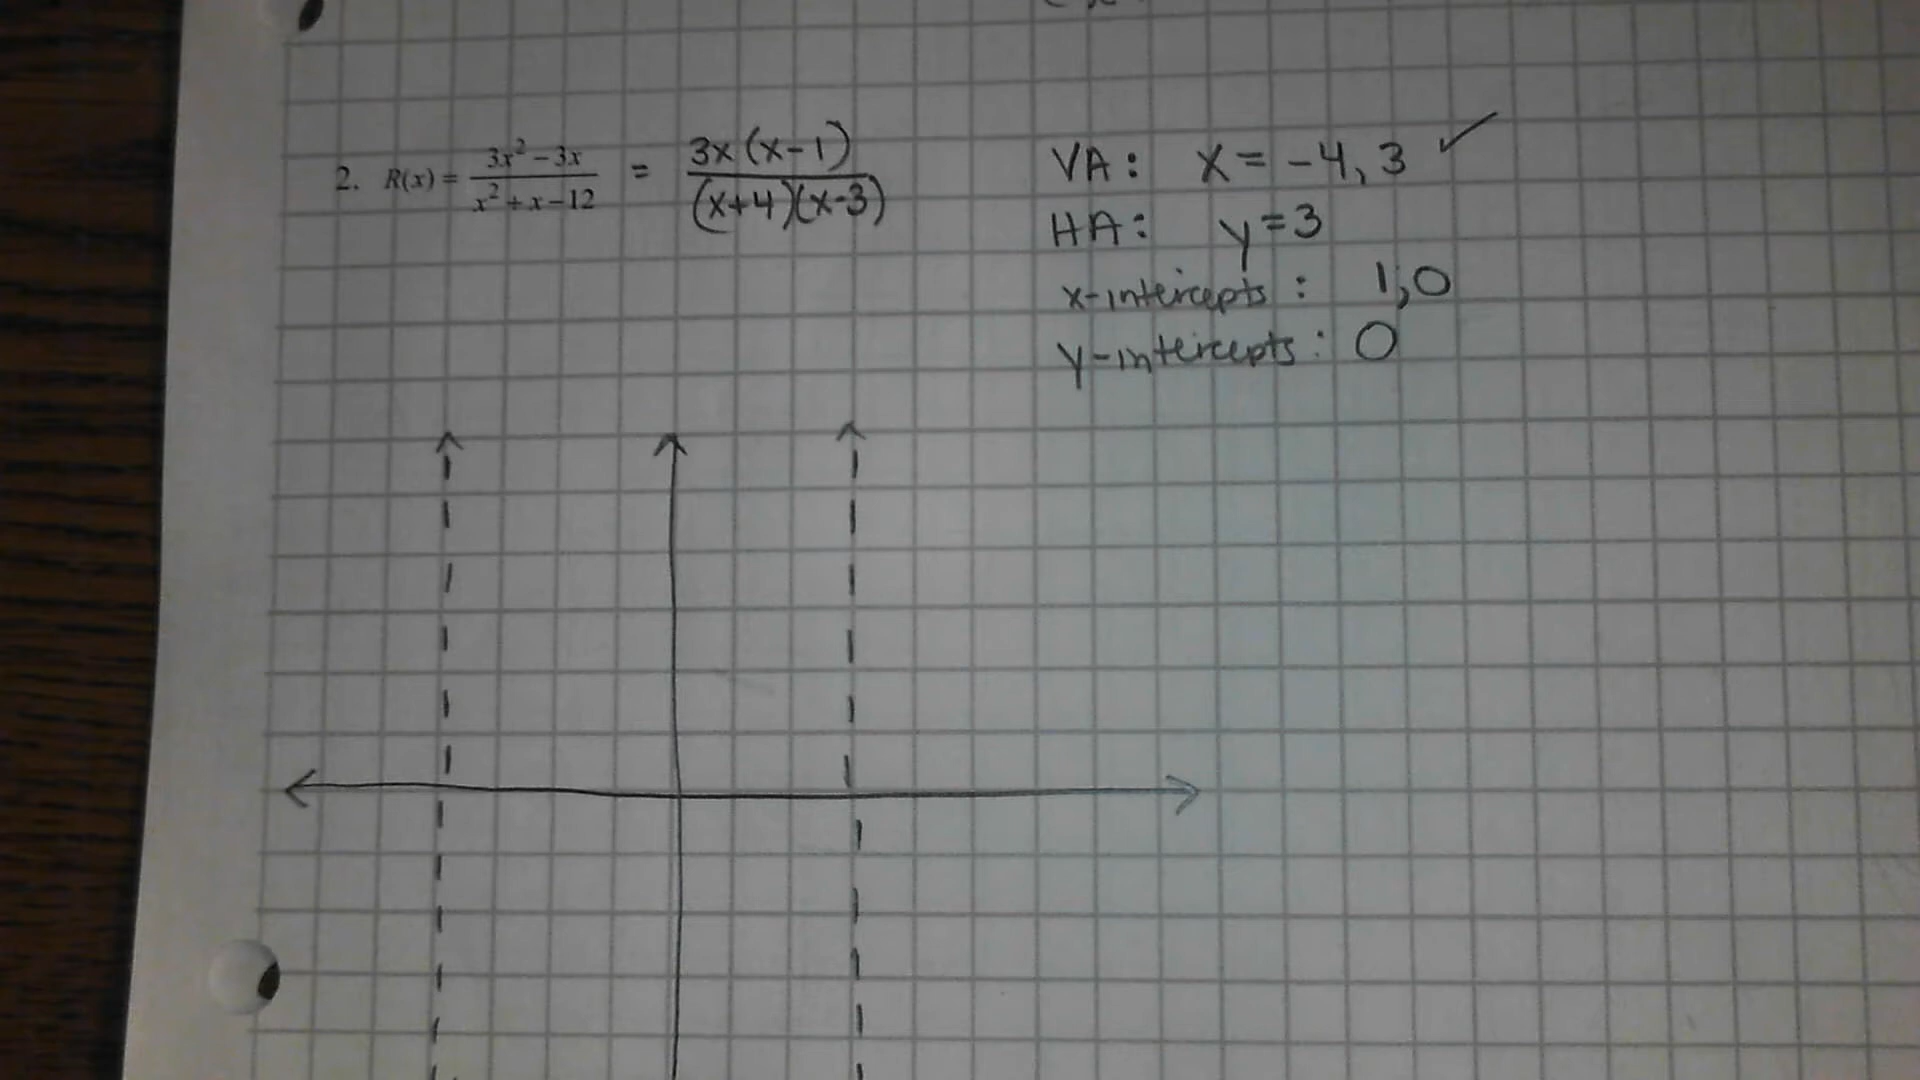 2. R(x) = (3x² − 3x)/(x² + x − 12) = 3x(x-1)/((x+4)(x-3))
VA: x = -4, 3 ✓
HA: y = 3
x-intercepts: 1, 0
y-intercepts: 0